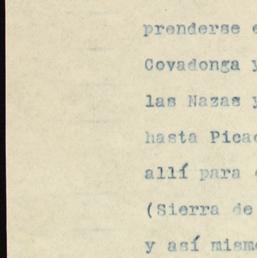 prenderse e
Covadonga y
las Nazas y
hasta Pica
allí para
(Sierra de
y así mism